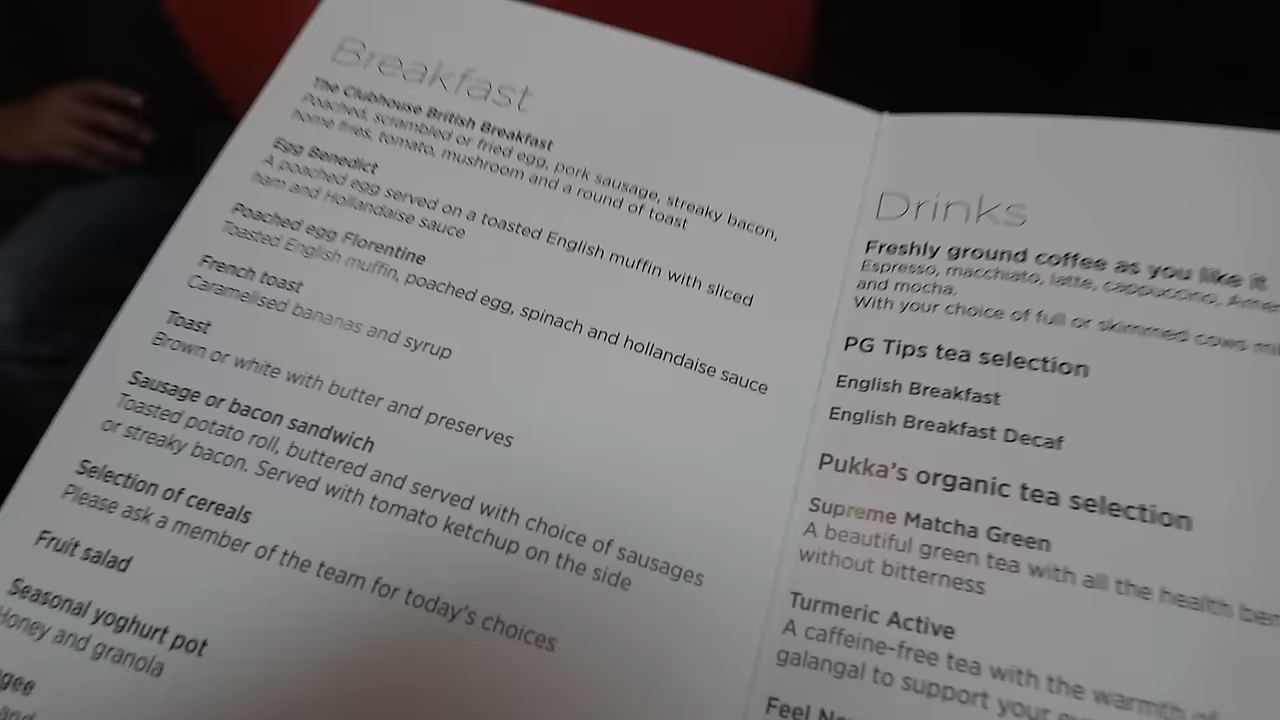 Breakfast
The Clubhouse British Breakfast
Poached, scrambled or fried egg, pork sausage, streaky bacon,
home fries, tomato, mushroom and a round of toast
Egg Benedict
A poached egg served on a toasted English muffin with sliced
ham and Hollandaise sauce
Poached egg Florentine
Toasted English muffin, poached egg, spinach and hollandaise sauce
French toast
Caramelised bananas and syrup
Toast
Brown or white with butter and preserves
Sausage or bacon sandwich
Toasted potato roll, buttered and served with choice of sausages
or streaky bacon. Served with tomato ketchup on the side
Selection of cereals
Please ask a member of the team for today's choices
Fruit salad
Seasonal yoghurt pot
Honey and granola
Drinks
Freshly ground coffee as you like it
Espresso, macchiato, latte, cappuccino,
and mocha.
With your choice of full or skimmed cows
PG Tips tea selection
English Breakfast
English Breakfast Decaf
Pukka's organic tea selection
Supreme Matcha Green
A beautiful green tea with all the health
without bitterness
Turmeric Active
A caffeine-free tea with the warmth of
galangal to support your
Feel